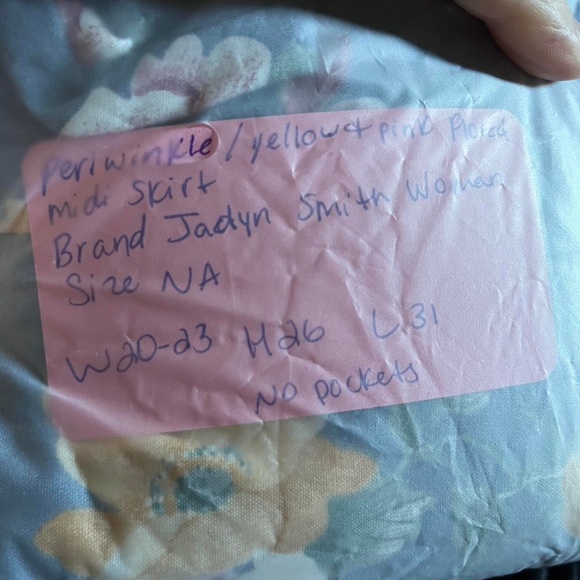 Periwinkle / yellow & pink Floral
Midi Skirt
Brand Jadyn Smith Woman
Size NA
W20-23 H26 L31
NO pockets